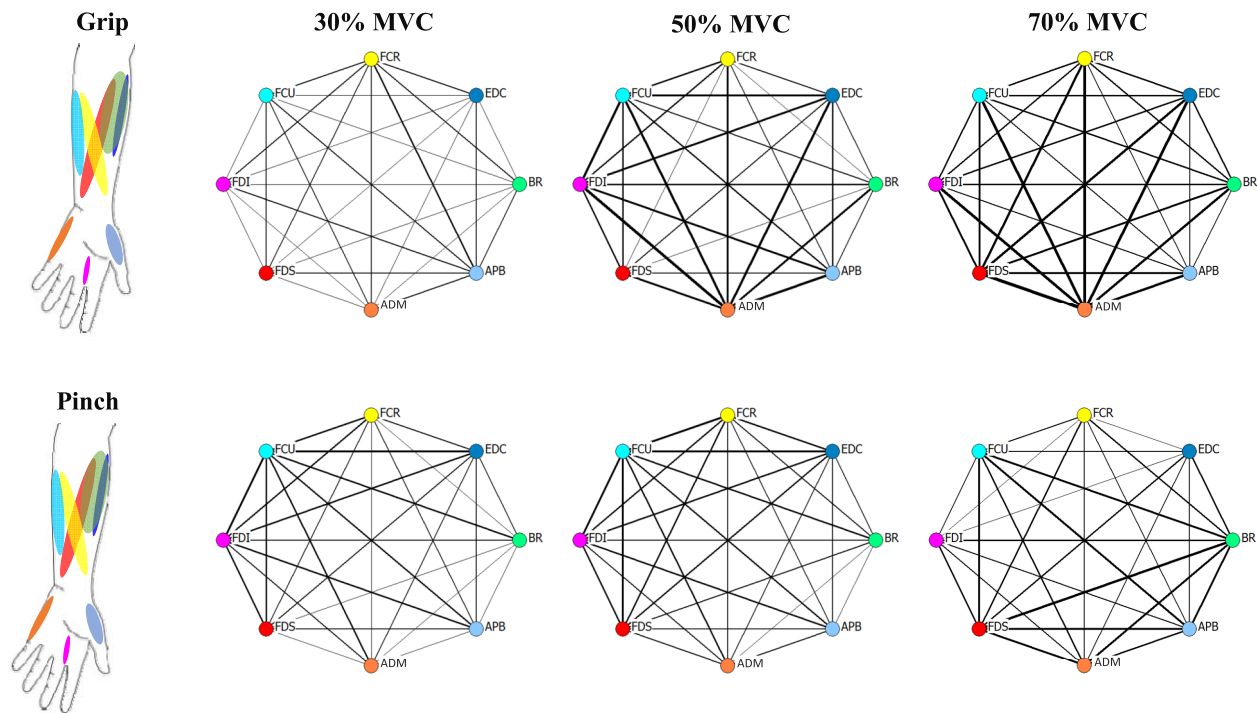 Grip
30% MVC
50% MVC
70% MVC
FCR
FCU
EDC
FDI
BR
FDS
APB
ADM
FCR
FCU
EDC
FDI
BR
FDS
APB
ADM
FCR
FCU
EDC
FDI
BR
FDS
APB
ADM
Pinch
FCR
FCU
EDC
FDI
BR
FDS
APB
ADM
FCR
FCU
EDC
FDI
BR
FDS
APB
ADM
FCR
FCU
EDC
FDI
BR
FDS
APB
ADM